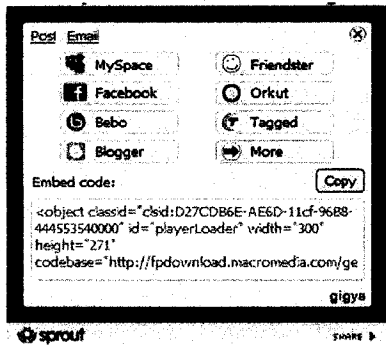 Post Email
MySpace Friendster
Facebook Orkut
Bebo Tagged
Blogger More
Embed code: Copy
<object classid="clsid:D27CDB6E-AE6D-11cf-96B8-
444553540000" id="playerLoader" width="300"
height="271"
codebase="http://fpdownload.macromedia.com/ge
gigya
sprout SHARE